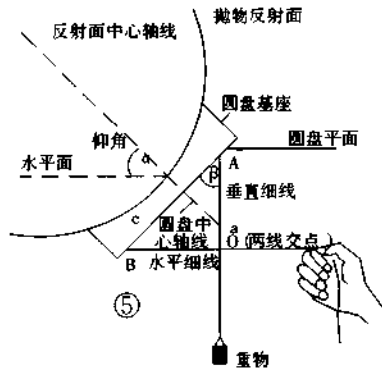 抛物反射面
反射面中心轴线
圆盘基座
仰角
α
圆盘平面
水平面
A
β
垂直细线
c
圆盘中
心轴线
a
O(两线交点)
B
水平细线
⑤
重物